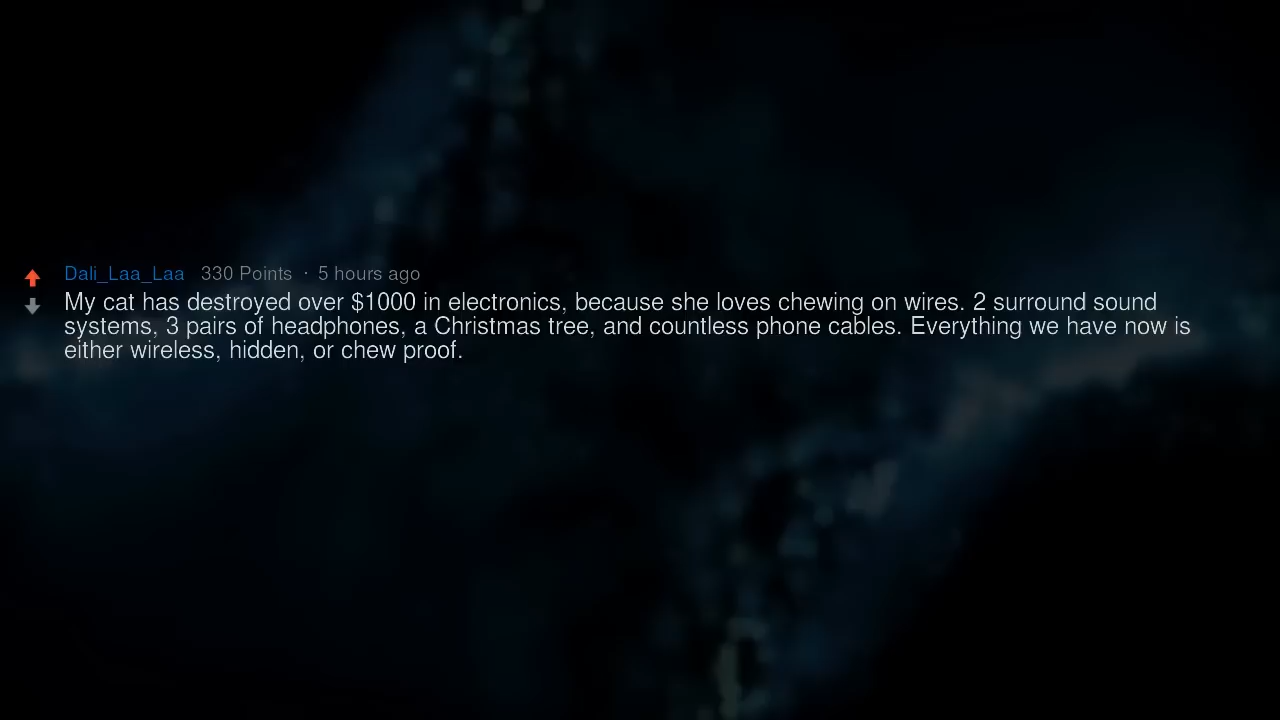 Dali_Laa_Laa 330 Points · 5 hours ago
My cat has destroyed over $1000 in electronics, because she loves chewing on wires. 2 surround sound
systems, 3 pairs of headphones, a Christmas tree, and countless phone cables. Everything we have now is
either wireless, hidden, or chew proof.